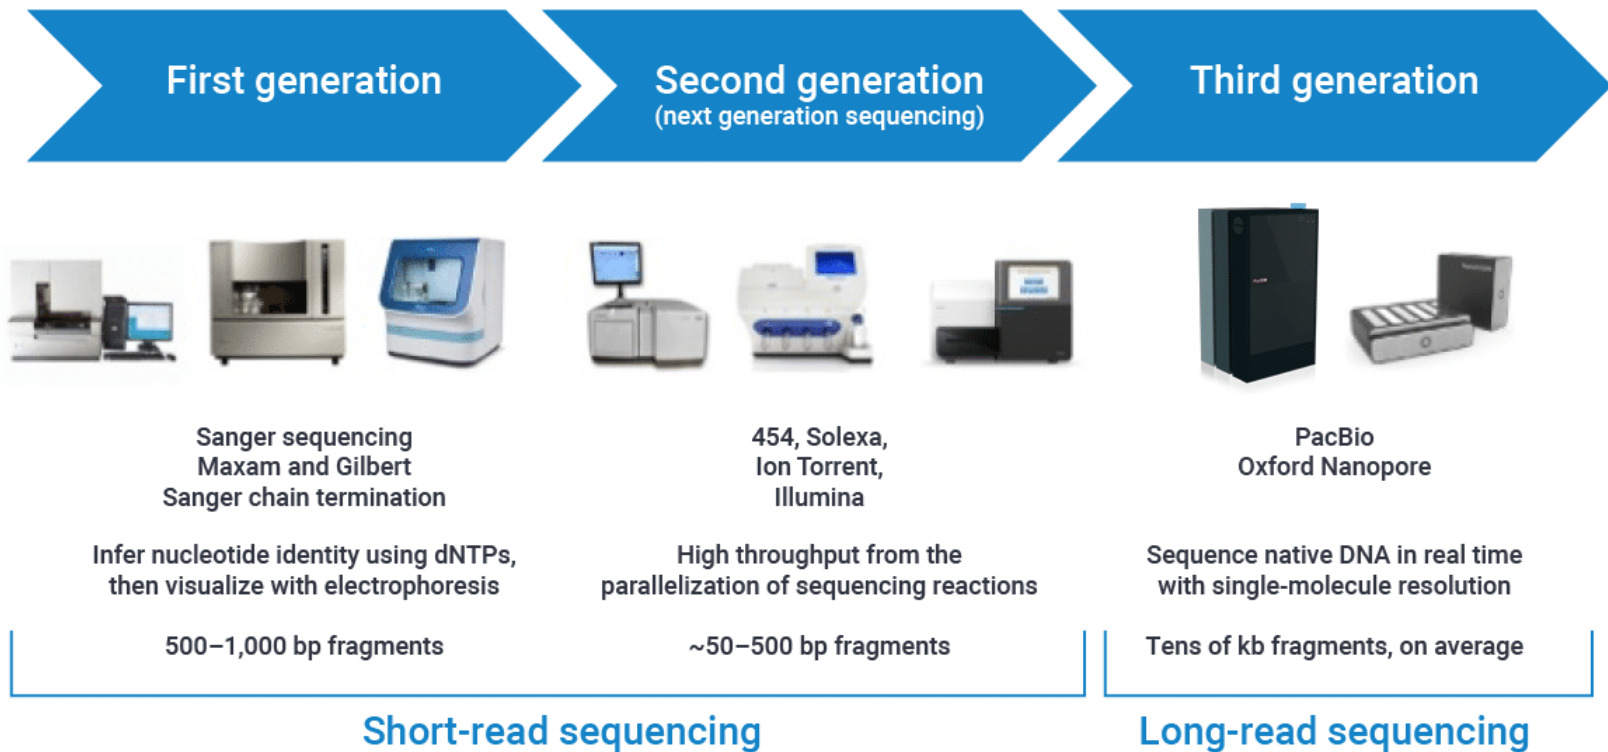 First generation
Second generation
(next generation sequencing)
Third generation
Sanger sequencing
Maxam and Gilbert
Sanger chain termination
454, Solexa,
Ion Torrent,
Illumina
PacBio
Oxford Nanopore
Infer nucleotide identity using dNTPs,
then visualize with electrophoresis
High throughput from the
parallelization of sequencing reactions
Sequence native DNA in real time
with single-molecule resolution
500–1,000 bp fragments
~50–500 bp fragments
Tens of kb fragments, on average
Short-read sequencing
Long-read sequencing